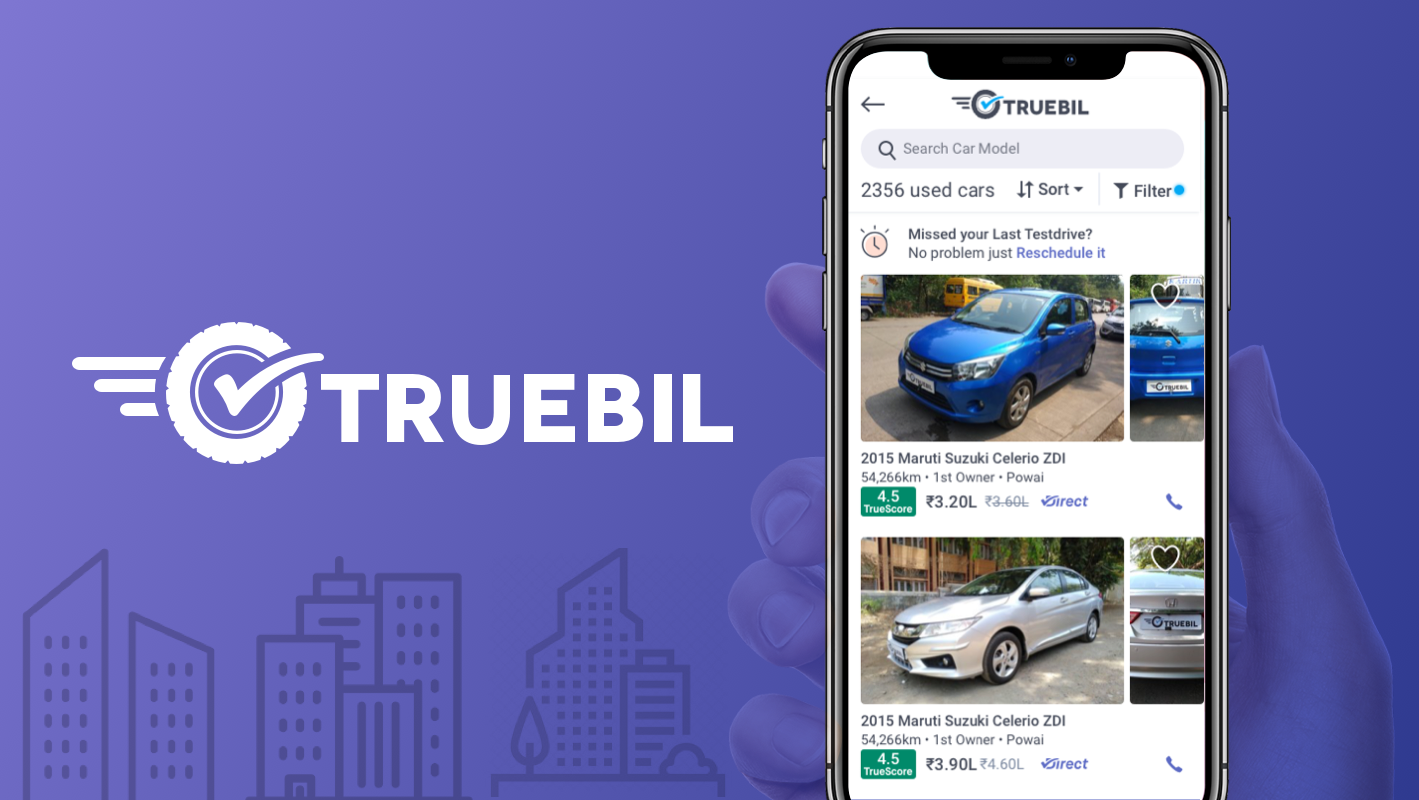 TRUEBIL
TRUEBIL
Search Car Model
2356 used cars Sort Filter
Missed your Last Testdrive?
No problem just Reschedule it
TRUEBIL
TRUEBIL
2015 Maruti Suzuki Celerio ZDI
54,266km • 1st Owner • Powai
4.5
TrueScore
₹3.20L ₹3.60L Direct
TRUEBIL
2015 Maruti Suzuki Celerio ZDI
54,266km • 1st Owner • Powai
4.5
TrueScore
₹3.90L ₹4.60L Direct